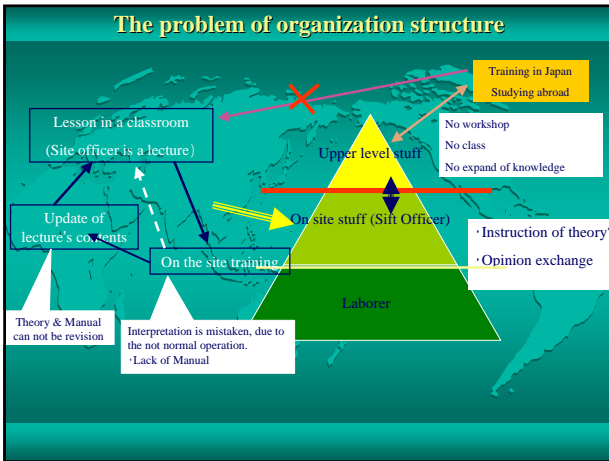 The problem of organization structure
Training in Japan
Studying abroad
Lesson in a classroom
(Site officer is a lecture)
No workshop
No class
No expand of knowledge
Upper level stuff
Update of
lecture's contents
On site stuff (Sift Officer)
・Instruction of theory?
・Opinion exchange
On the site training
Laborer
Theory & Manual
can not be revision
Interpretation is mistaken, due to
the not normal operation.
・Lack of Manual